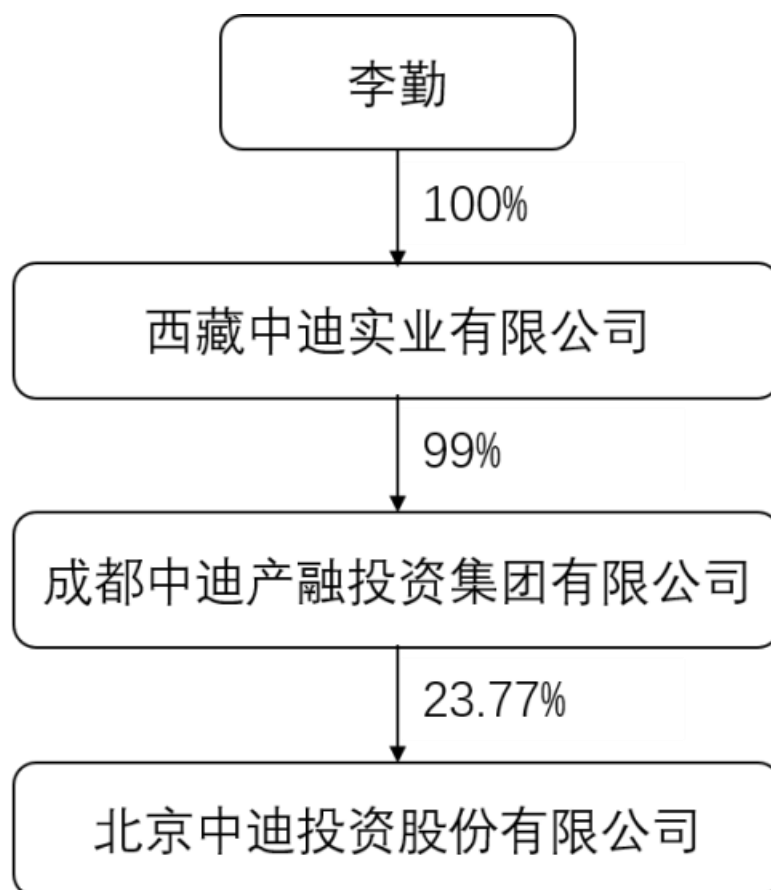 李勤
100%
西藏中迪实业有限公司
99%
成都中迪产融投资集团有限公司
23.77%
北京中迪投资股份有限公司